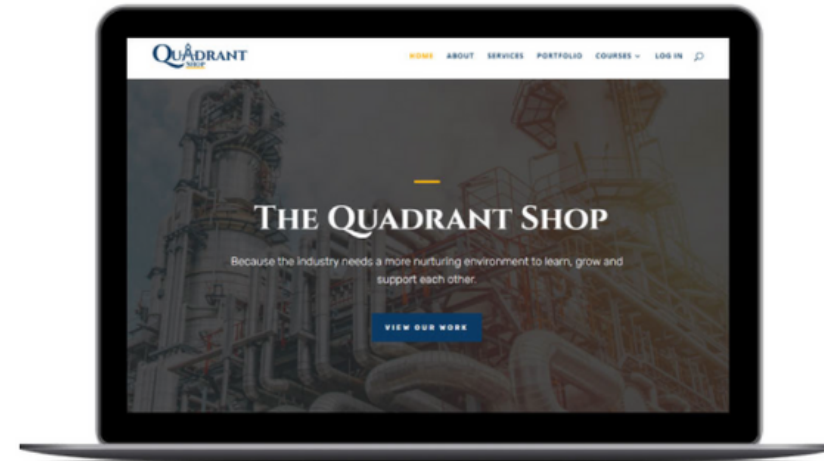 QUADRANT
SHOP
HOME ABOUT SERVICES PORTFOLIO COURSES LOG IN
THE QUADRANT SHOP
Because the industry needs a more nurturing environment to learn, grow and
support each other.
VIEW OUR WORK